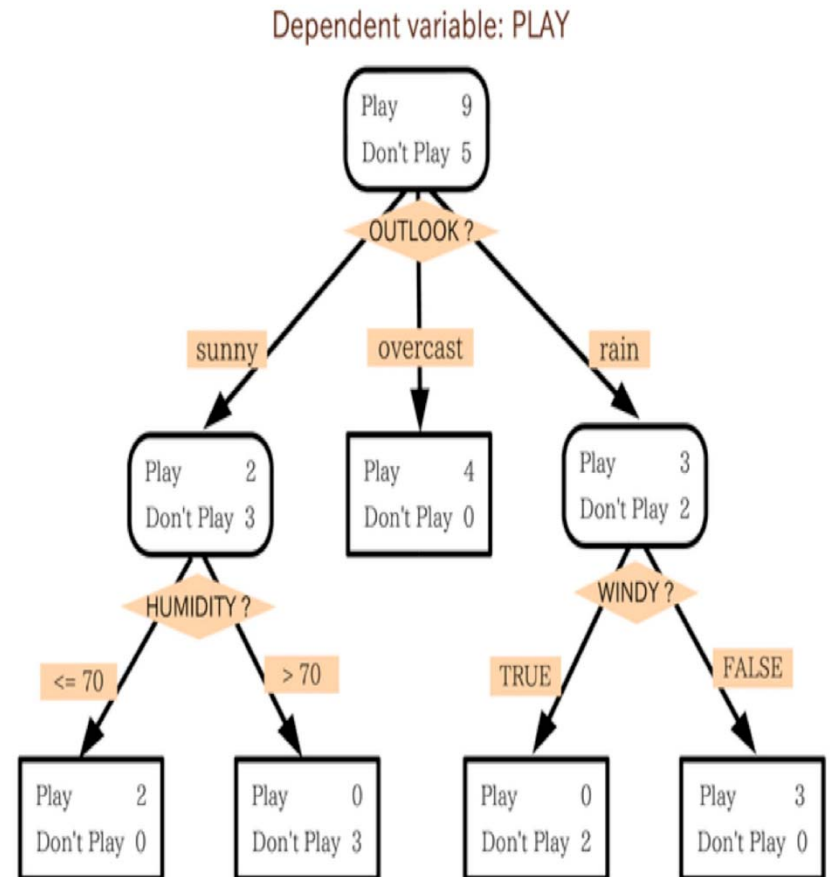 Dependent variable: PLAY
Play 9
Don't Play 5
OUTLOOK ?
sunny
overcast
rain
Play 2
Don't Play 3
Play 4
Don't Play 0
Play 3
Don't Play 2
HUMIDITY ?
WINDY ?
<= 70
> 70
TRUE
FALSE
Play 2
Don't Play 0
Play 0
Don't Play 3
Play 0
Don't Play 2
Play 3
Don't Play 0